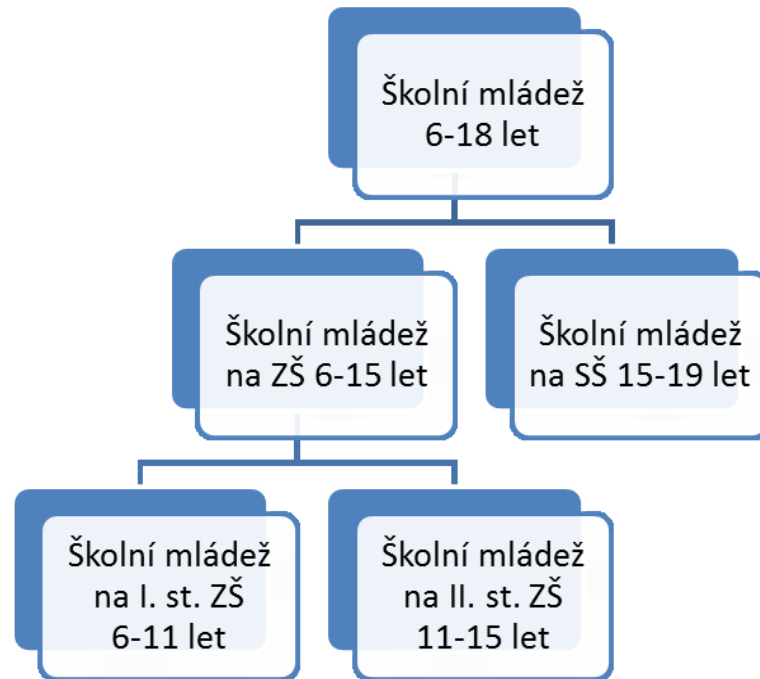 Školní mládež
6-18 let
Školní mládež
na ZŠ 6-15 let
Školní mládež
na SŠ 15-19 let
Školní mládež
na I. st. ZŠ
6-11 let
Školní mládež
na II. st. ZŠ
11-15 let